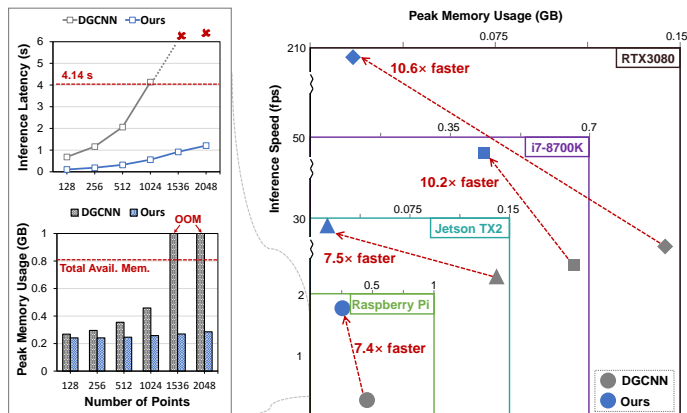 DGCNN Ours
Inference Latency (s)
6
5
4
3
2
1
0
4.14 s
128 256 512 1024 1536 2048
DGCNN Ours
OOM
Peak Memory Usage (GB)
1
0.8
0.6
0.4
0.2
0
Total Avail. Mem.
128 256 512 1024 1536 2048
Number of Points
Peak Memory Usage (GB)
0.075 0.15
Inference Speed (fps)
210
RTX3080
10.6× faster
0.35 0.7
50
i7-8700K
10.2× faster
0.075 0.15
30
Jetson TX2
7.5× faster
0.5 1
2
Raspberry Pi
1
7.4× faster
DGCNN
Ours